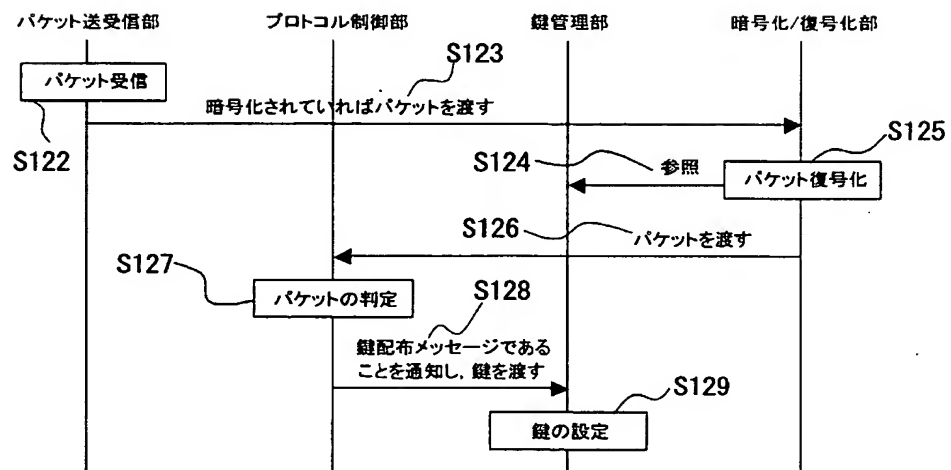 パケット送受信部
プロトコル制御部
鍵管理部
暗号化/復号化部
S123
パケット受信
暗号化されていればパケットを渡す
S122
S125
S124
参照
パケット復号化
S126
パケットを渡す
S127
パケットの判定
S128
鍵配布メッセージである
ことを通知し、鍵を渡す
S129
鍵の設定